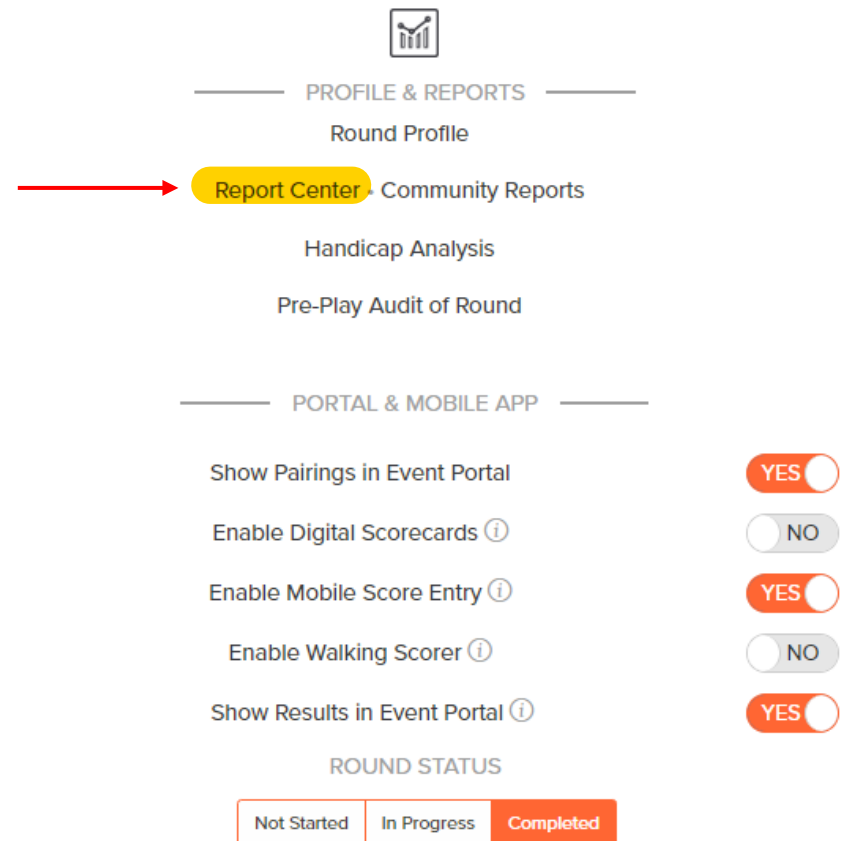 PROFILE & REPORTS
Round Profile
Report Center - Community Reports
Handicap Analysis
Pre-Play Audit of Round
PORTAL & MOBILE APP
Show Pairings in Event Portal YES
Enable Digital Scorecards i NO
Enable Mobile Score Entry i YES
Enable Walking Scorer i NO
Show Results in Event Portal i YES
ROUND STATUS
Not Started In Progress Completed